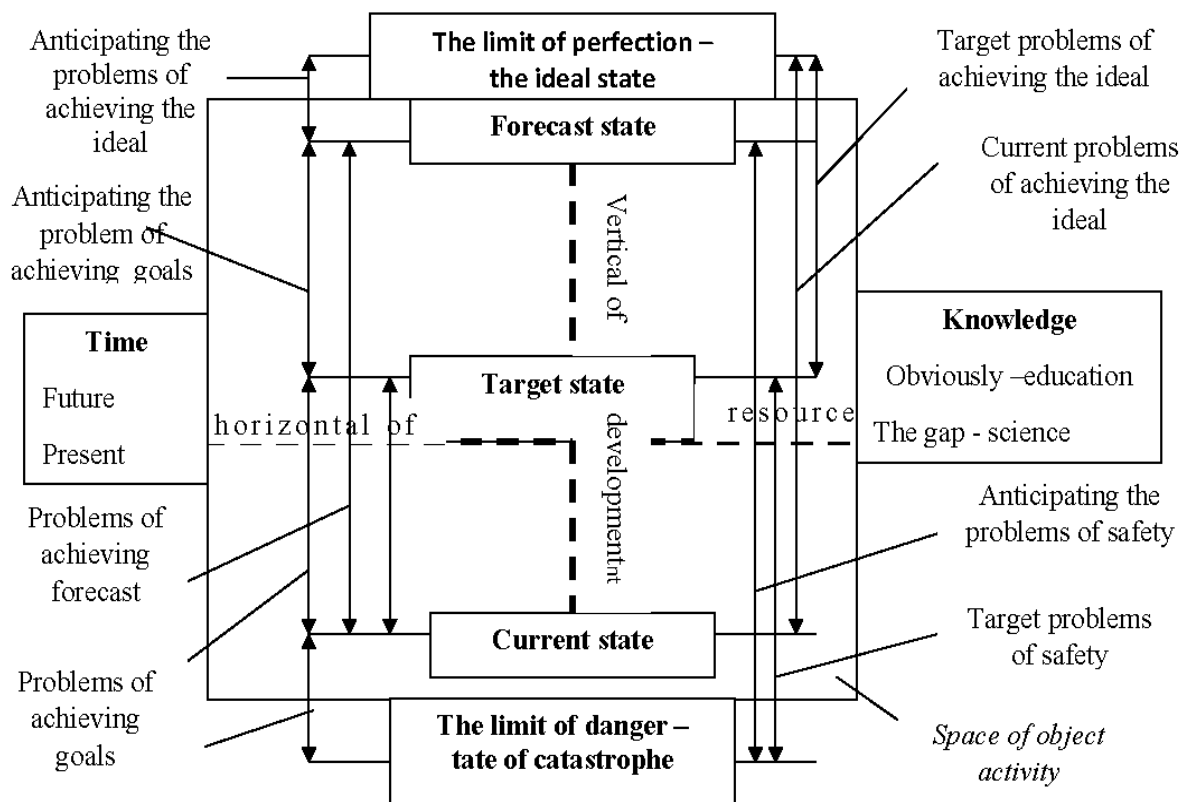 Anticipating the
problems of
achieving the
ideal
The limit of perfection –
the ideal state
Target problems of
achieving the ideal
Forecast state
Current problems
of achieving the
ideal
Anticipating the
problem of
achieving goals
Vertical of
Time
Future
Present
Knowledge
Obviously –education
The gap - science
Target state
horizontal of
resource
developmentnt
Problems of
achieving
forecast
Anticipating the
problems of safety
Current state
Target problems
of safety
Problems of
achieving
goals
The limit of danger –
tate of catastrophe
Space of object
activity